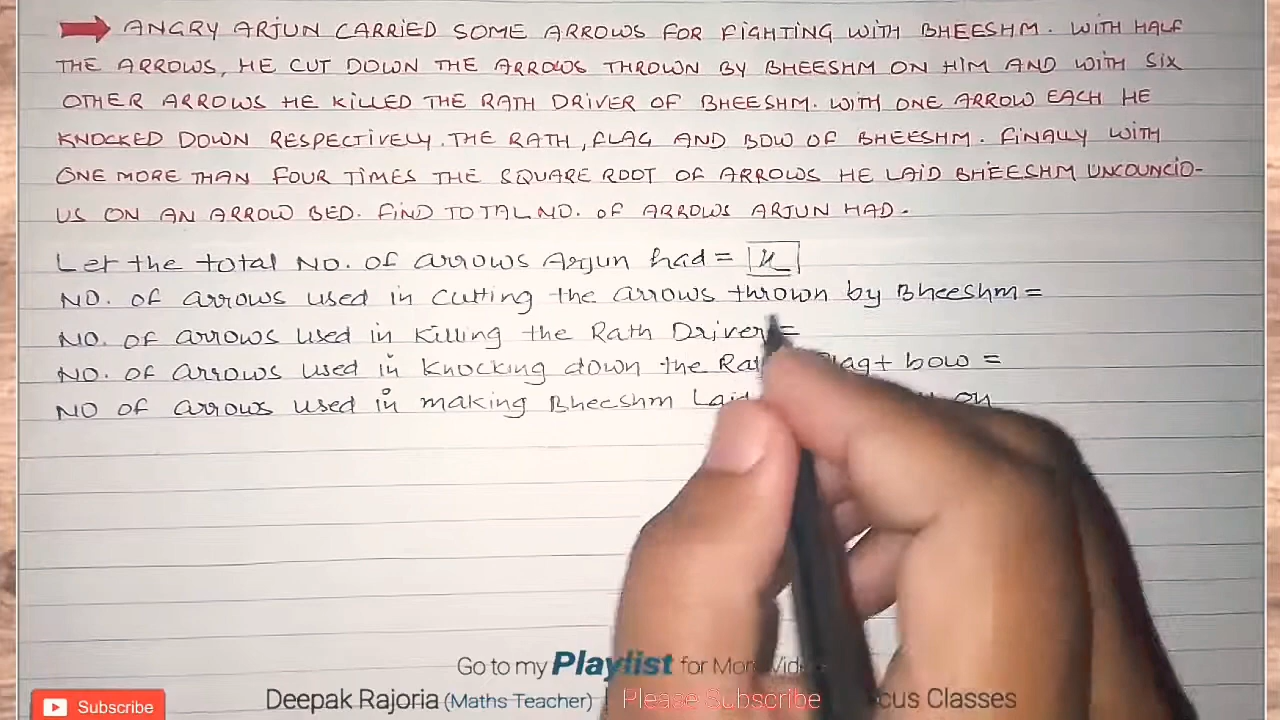 ANGRY ARJUN CARRIED SOME ARROWS FOR FIGHTING WITH BHEESHM. WITH HALF
THE ARROWS, HE CUT DOWN THE ARROWS THROWN BY BHEESHM ON HIM AND WITH SIX
OTHER ARROWS HE KILLED THE RATH DRIVER OF BHEESHM. WITH ONE ARROW EACH HE
KNOCKED DOWN RESPECTIVELY. THE RATH, FLAG AND BOW OF BHEESHM. FINALLY WITH
ONE MORE THAN FOUR TIMES THE SQUARE ROOT OF ARROWS HE LAID BHEESHM UNCOUNCIO-
US ON AN ARROW BED. FIND TOTAL NO. OF ARROWS ARJUN HAD.
Let the total NO. of arrows Arjun had = x
NO. of arrows used in cutting the arrows thrown by Bheeshm =
NO. of arrows used in killing the Rath Driver =
NO. of arrows used in knocking down the + bow =
NO of arrows used in making Bheeshm on
Go to my Playlist for More
Deepak Rajoria (Maths Teacher) | Please Subscribe Classes
Subscribe